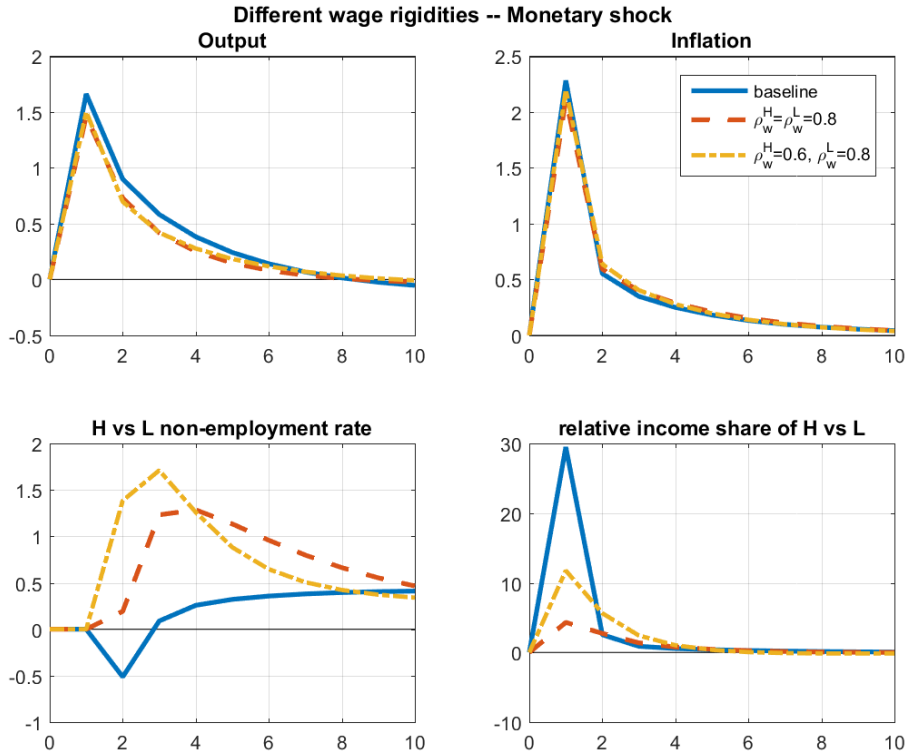 Different wage rigidities -- Monetary shock
Output
2
1.5
1
0.5
0
-0.5
0 2 4 6 8 10
Inflation
2.5
2
1.5
1
0.5
0
0 2 4 6 8 10
baseline
ρ_w^H=ρ_w^L=0.8
ρ_w^H=0.6, ρ_w^L=0.8
H vs L non-employment rate
2
1.5
1
0.5
0
-0.5
-1
0 2 4 6 8 10
relative income share of H vs L
30
20
10
0
-10
0 2 4 6 8 10